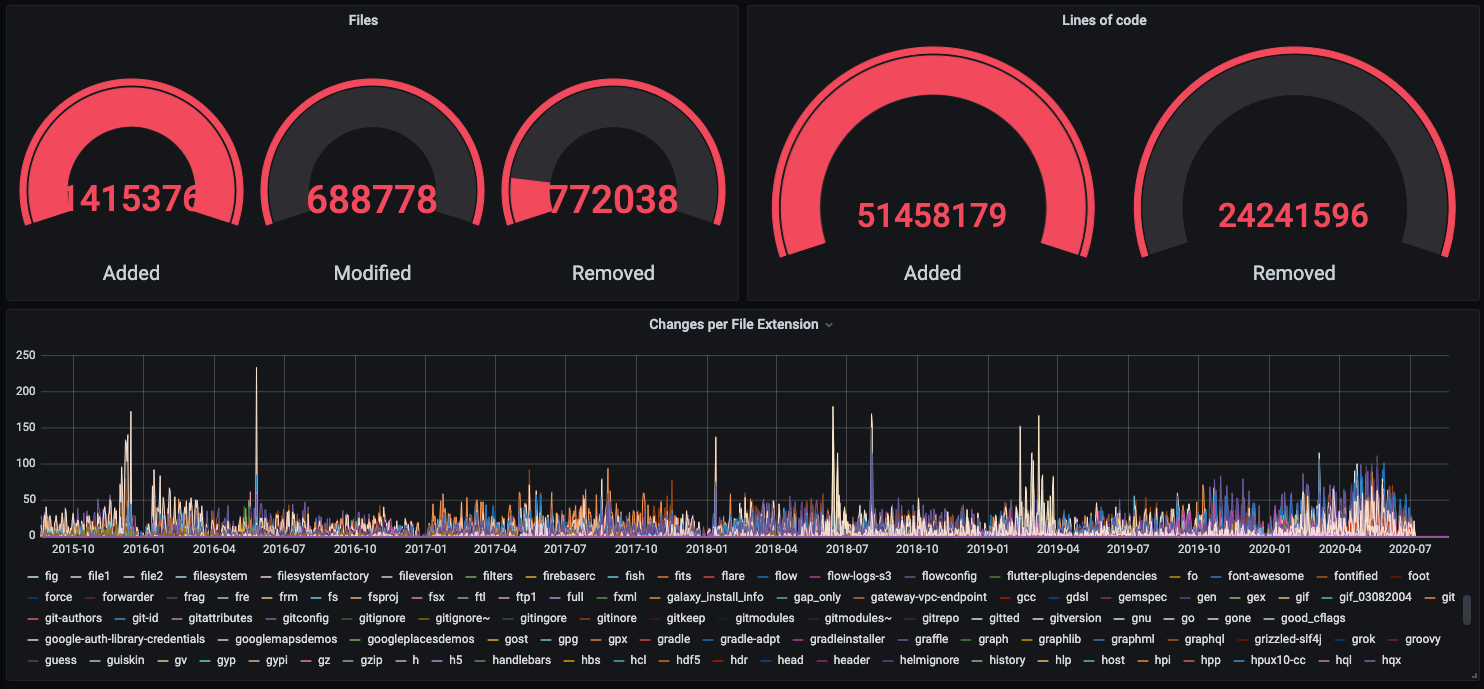 Files
Lines of code
1415376
688778
772038
51458179
24241596
Added
Modified
Removed
Added
Removed
Changes per File Extension
250
200
150
100
50
0
2015-10 2016-01 2016-04 2016-07 2016-10 2017-01 2017-04 2017-07 2017-10 2018-01 2018-04 2018-07 2018-10 2019-01 2019-04 2019-07 2019-10 2020-01 2020-04 2020-07
fig file1 file2 filesystem filesystemfactory fileversion filters firebaserc fish fits flare flow flow-logs-s3 flowconfig flutter-plugins-dependencies fo font-awesome fontified foot
force forwarder frag fre frm fs fsproj fsx ftl ftp1 full fxml galaxy_install_info gap_only gateway-vpc-endpoint gcc gdsl gemspec gen gex gif gif_03082004 git
git-authors git-id gitattributes gitconfig gitignore gitignore~ gitingore gitinore gitkeep gitmodules gitmodules~ gitrepo gitted gitversion gnu go gone good_cflags
google-auth-library-credentials googlemapsdemos googleplacesdemos gost gpg gpx gradle gradle-adpt gradleinstaller graffle graph graphlib graphml graphql grizzled-slf4j grok groovy
guess guiskin gv gyp gypi gz gzip h h5 handlebars hbs hcl hdf5 hdr head header helmignore history hlp host hpi hpp hpux10-cc hql hqx